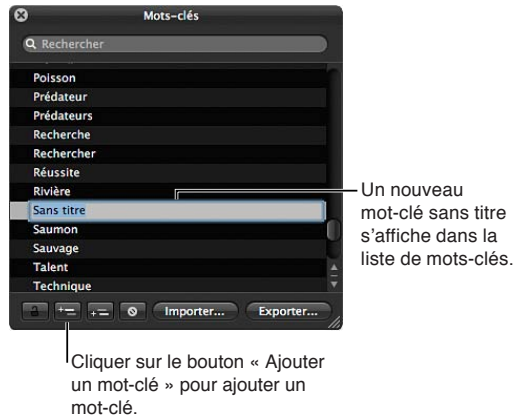 Mots-clés
Rechercher
Poisson
Prédateur
Prédateurs
Recherche
Rechercher
Réussite
Rivière
Sans titre
Saumon
Sauvage
Talent
Technique
Importer...
Exporter...
Un nouveau
mot-clé sans titre
s’affiche dans la
liste de mots-clés.
Cliquer sur le bouton « Ajouter
un mot-clé » pour ajouter un
mot-clé.